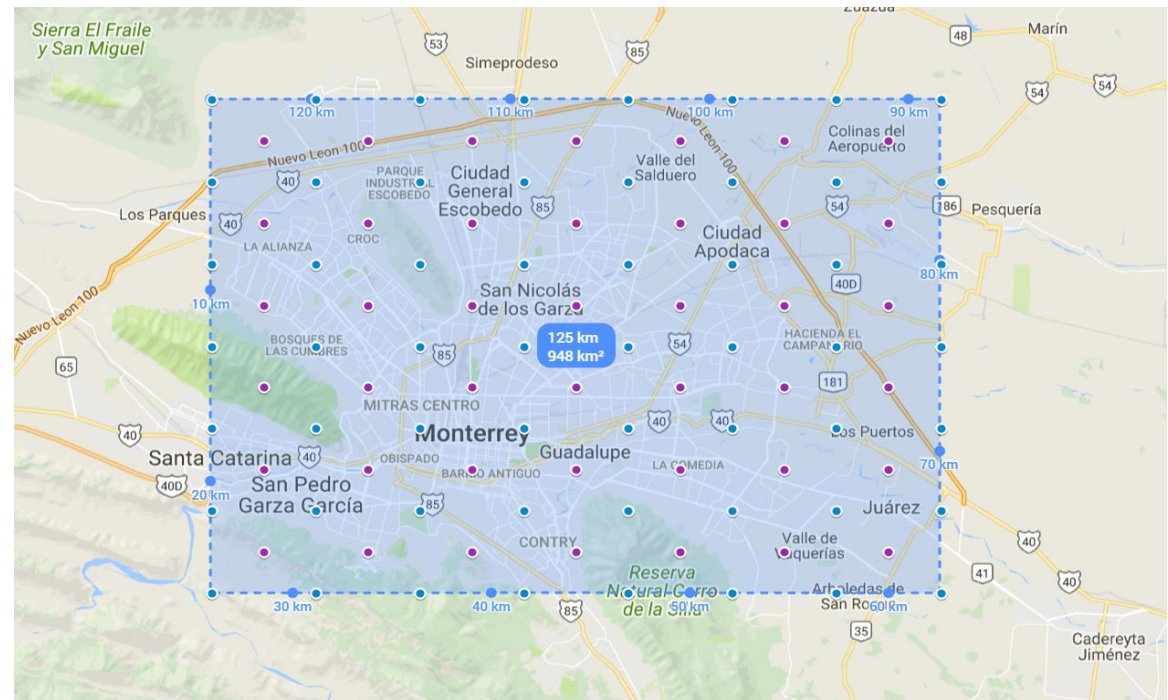 Zuazua
Sierra El Fraile
y San Miguel
Marín
48
53
85
Simeprodeso
54
54
120 km
110 km
100 km
90 km
Nuevo Leon 100
Colinas del
Aeropuerto
Nuevo Leon 100
Valle del
Salduero
PARQUE
INDUSTRIAL
ESCOBEDO
Ciudad
General
Escobedo
40
85
54
86
Pesquería
Los Parques
40
LA ALIANZA
CROC
Ciudad
Apodaca
80 km
40D
10 km
Nuevo Leon 100
San Nicolás
de los Garza
125 km
948 km²
BOSQUES DE
LAS CUMBRES
85
54
HACIENDA EL
CAMPANARIO
65
181
MITRAS CENTRO
40
40
40
Monterrey
Los Puertos
Santa Catarina
40
OBISPADO
Guadalupe
BARRIO ANTIGUO
LA COMEDIA
70 km
40D
20 km
San Pedro
Garza García
85
Juárez
CONTRY
Valle de
Vaquerías
40
Reserva
Natural Cerro
de la Silla
41
40
Arboledas de
San Roque
30 km
40 km
50 km
60 km
85
35
Cadereyta
Jiménez